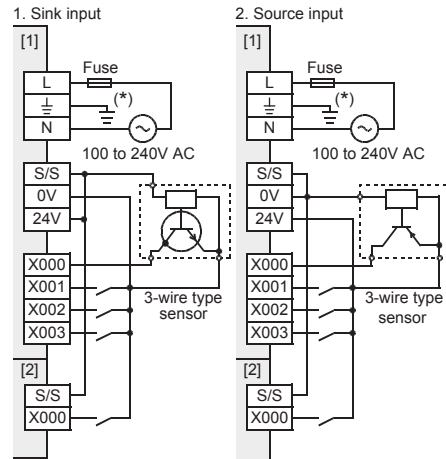 1. Sink input
[1]
L
Fuse
(*)
N
100 to 240V AC
S/S
0V
24V
X000
X001
X002
X003
3-wire type
sensor
[2]
S/S
X000
2. Source input
[1]
L
Fuse
(*)
N
100 to 240V AC
S/S
0V
24V
X000
X001
X002
X003
3-wire type
sensor
[2]
S/S
X000